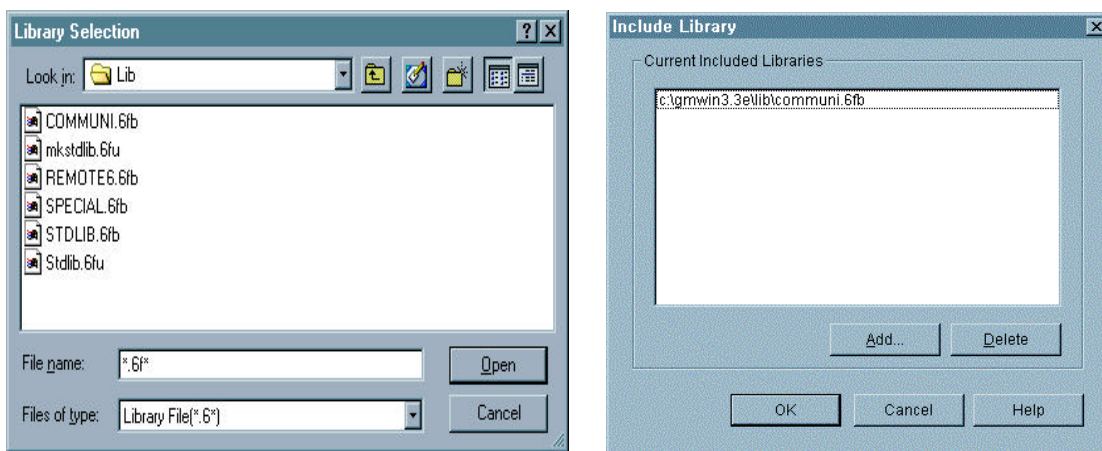 Library Selection
Look in: Lib
COMMUNI.6fb
mkstdlib.6fu
REMOTE6.6fb
SPECIAL.6fb
STDLIB.6fb
Stdlib.6fu
File name: *.6f*
Open
Files of type: Library File(*.6*)
Cancel
Include Library
Current Included Libraries
c:\gmwin3.3e\lib\communi.6fb
Add... Delete
OK Cancel Help